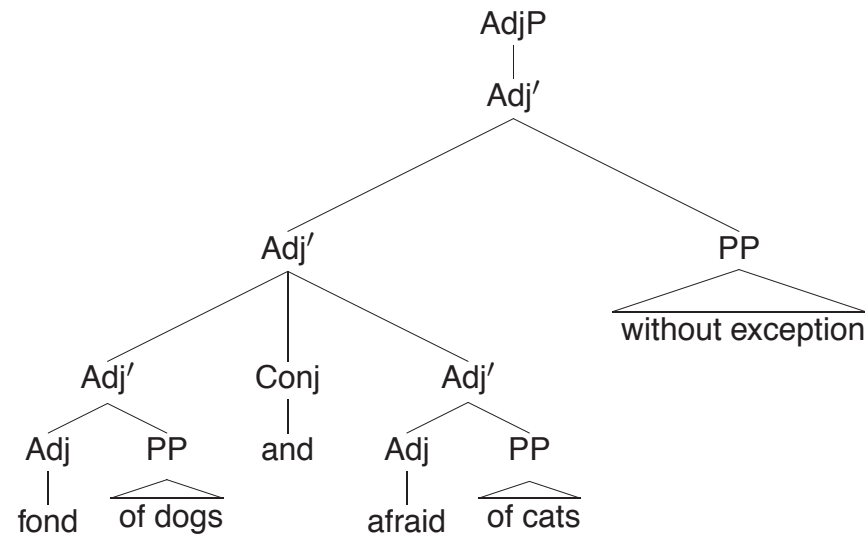 AdjP
Adj′
Adj′ PP
without exception
Adj′ Conj Adj′
Adj PP and Adj PP
fond of dogs afraid of cats